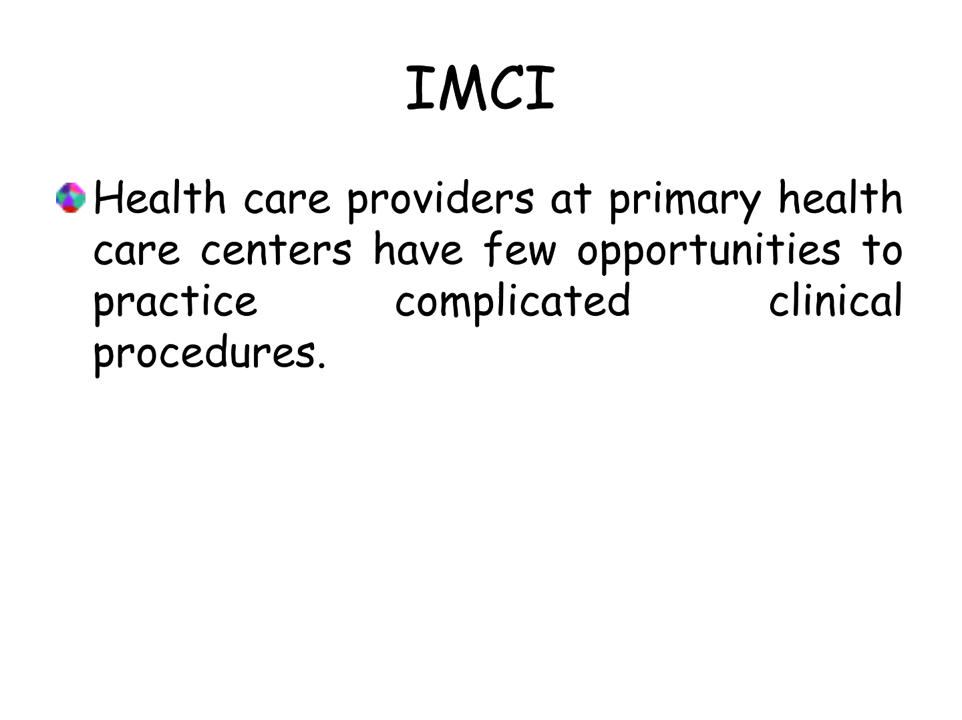 IMCI
Health care providers at primary health
care centers have few opportunities to
practice complicated clinical
procedures.